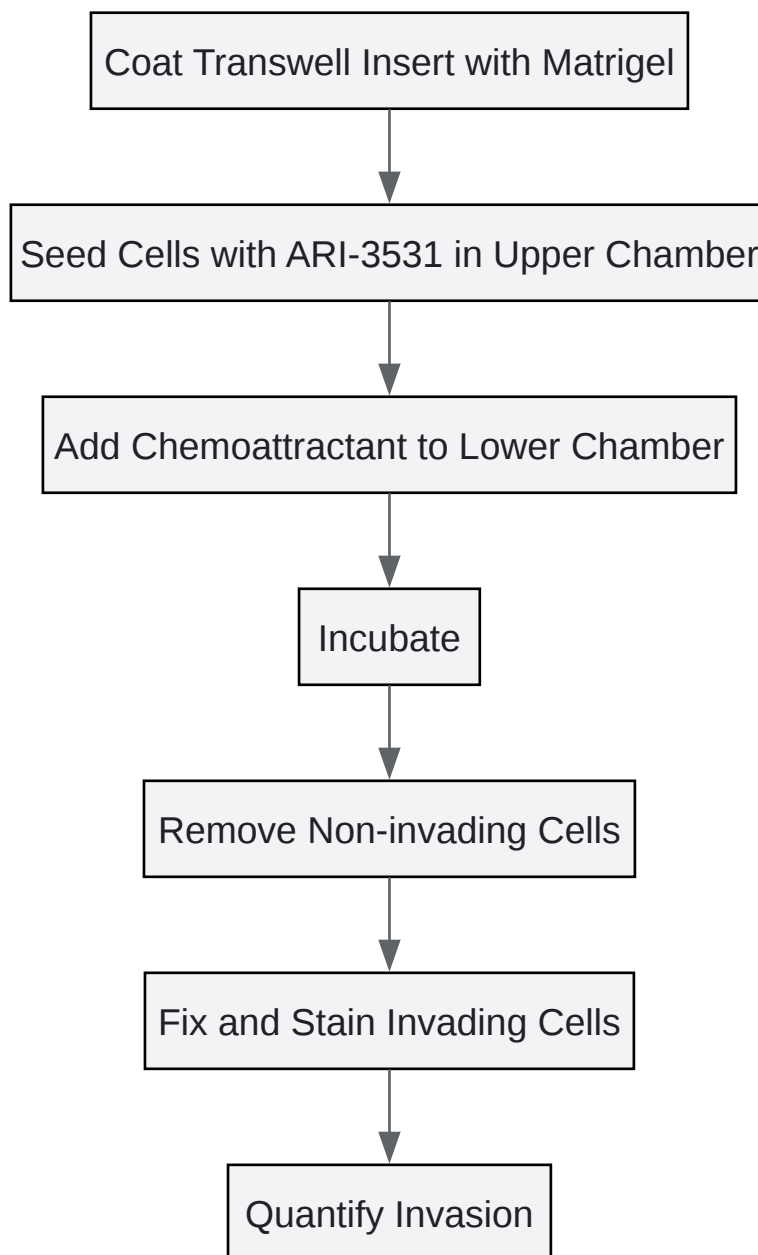 Coat Transwell Insert with Matrigel
Seed Cells with ARI-3531 in Upper Chamber
Add Chemoattractant to Lower Chamber
Incubate
Remove Non-invading Cells
Fix and Stain Invading Cells
Quantify Invasion